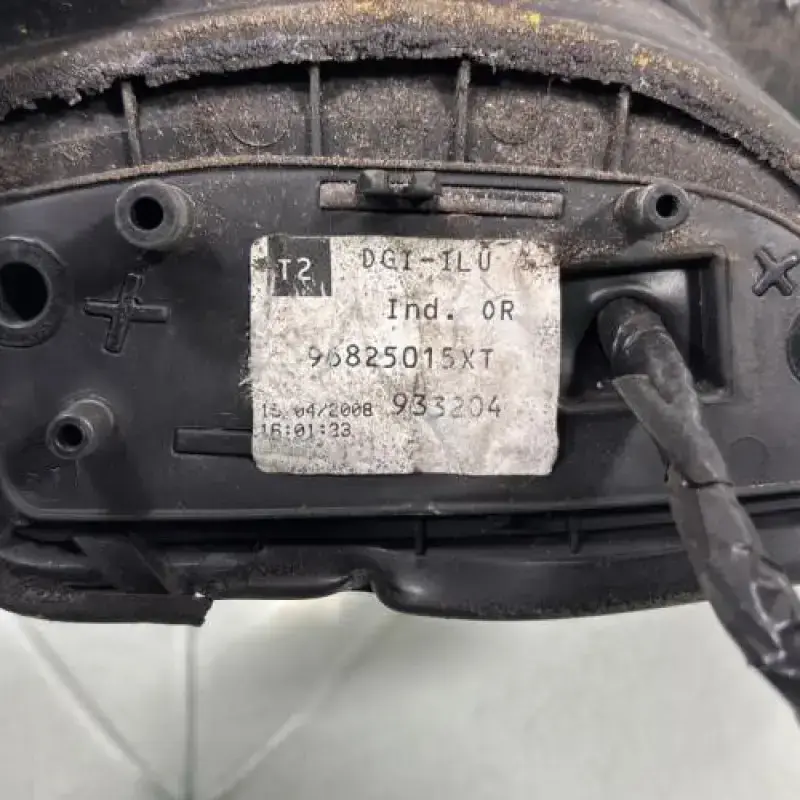 T2 DGI-ILU
Ind. 0R
96825015XT
15/04/2008 933204
16:01:33